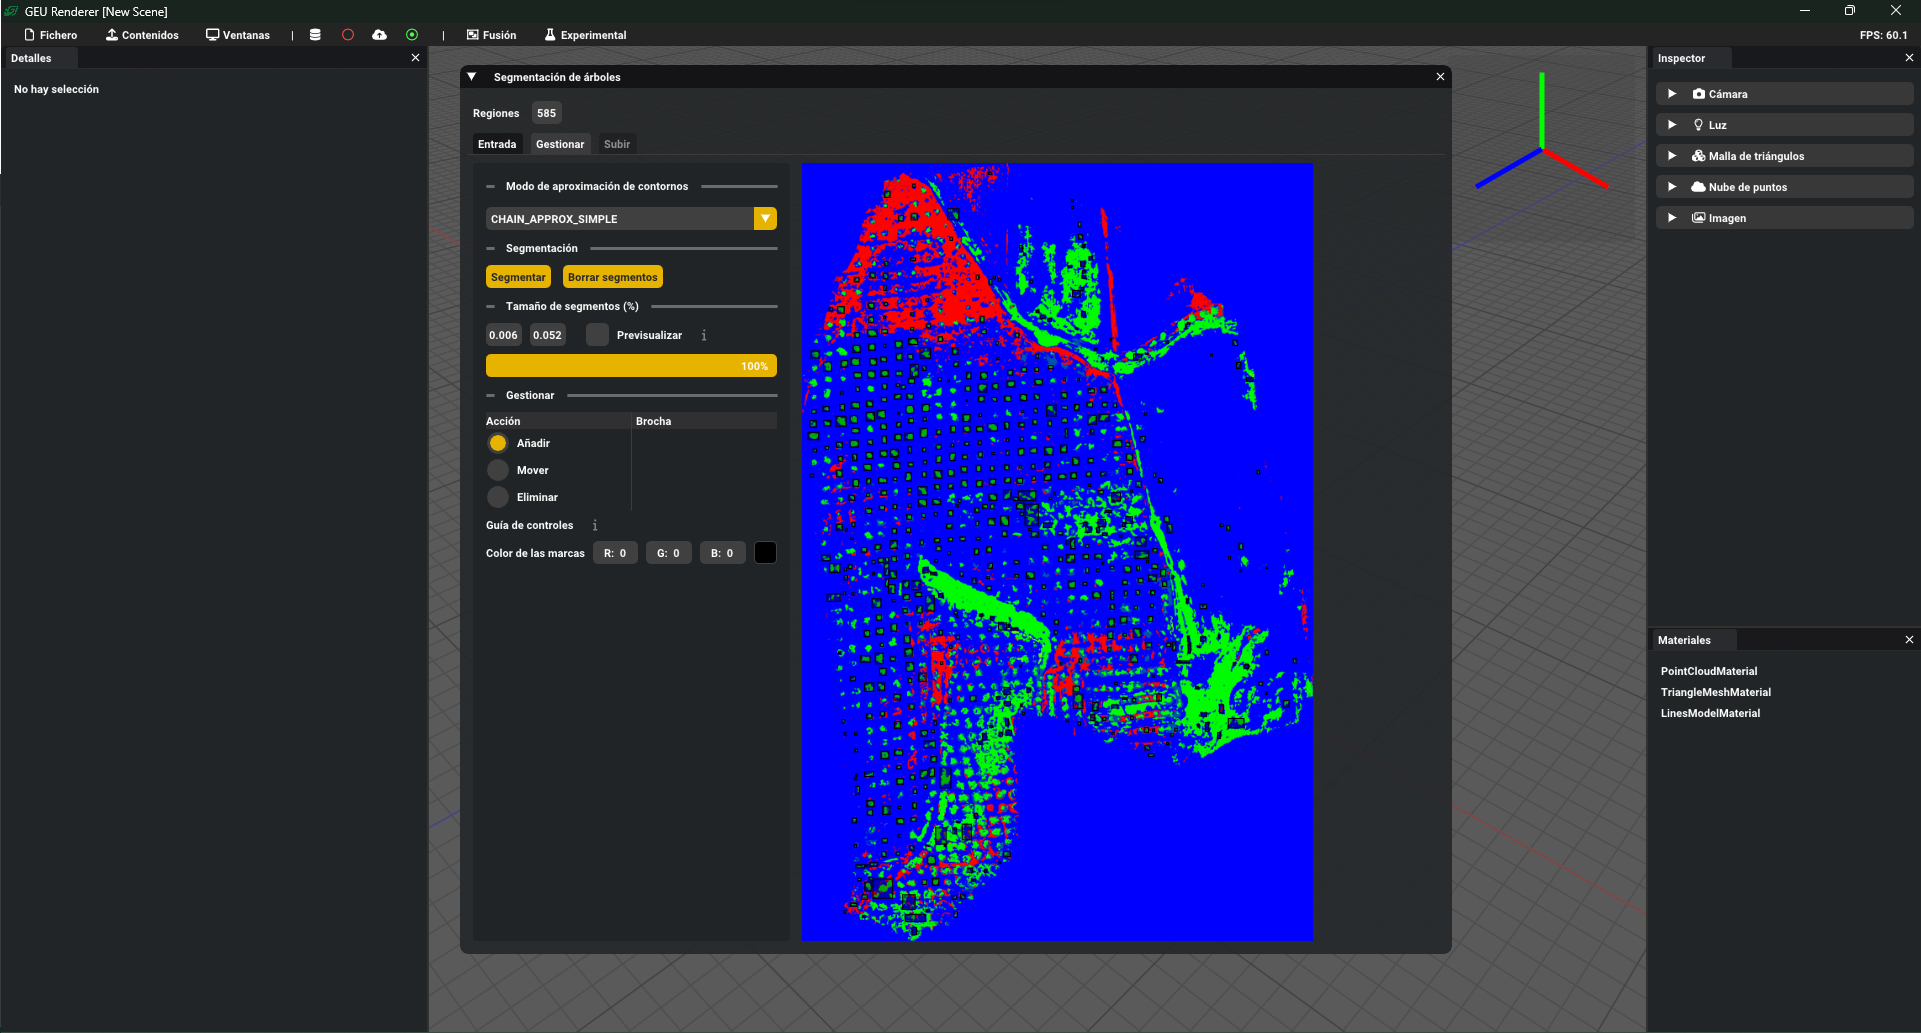 GEU Renderer [New Scene]
Fichero Contenidos Ventanas | | Fusión Experimental FPS: 60.1
Detalles
No hay selección
Segmentación de árboles
Regiones 585
Entrada Gestionar Subir
Modo de aproximación de contornos
CHAIN_APPROX_SIMPLE
Segmentación
Segmentar Borrar segmentos
Tamaño de segmentos (%)
0.006 0.052 Previsualizar i
100%
Gestionar
Acción Brocha
Añadir
Mover
Eliminar
Guía de controles i
Color de las marcas R: 0 G: 0 B: 0
Inspector
Cámara
Luz
Malla de triángulos
Nube de puntos
Imagen
Materiales
PointCloudMaterial
TriangleMeshMaterial
LinesModelMaterial